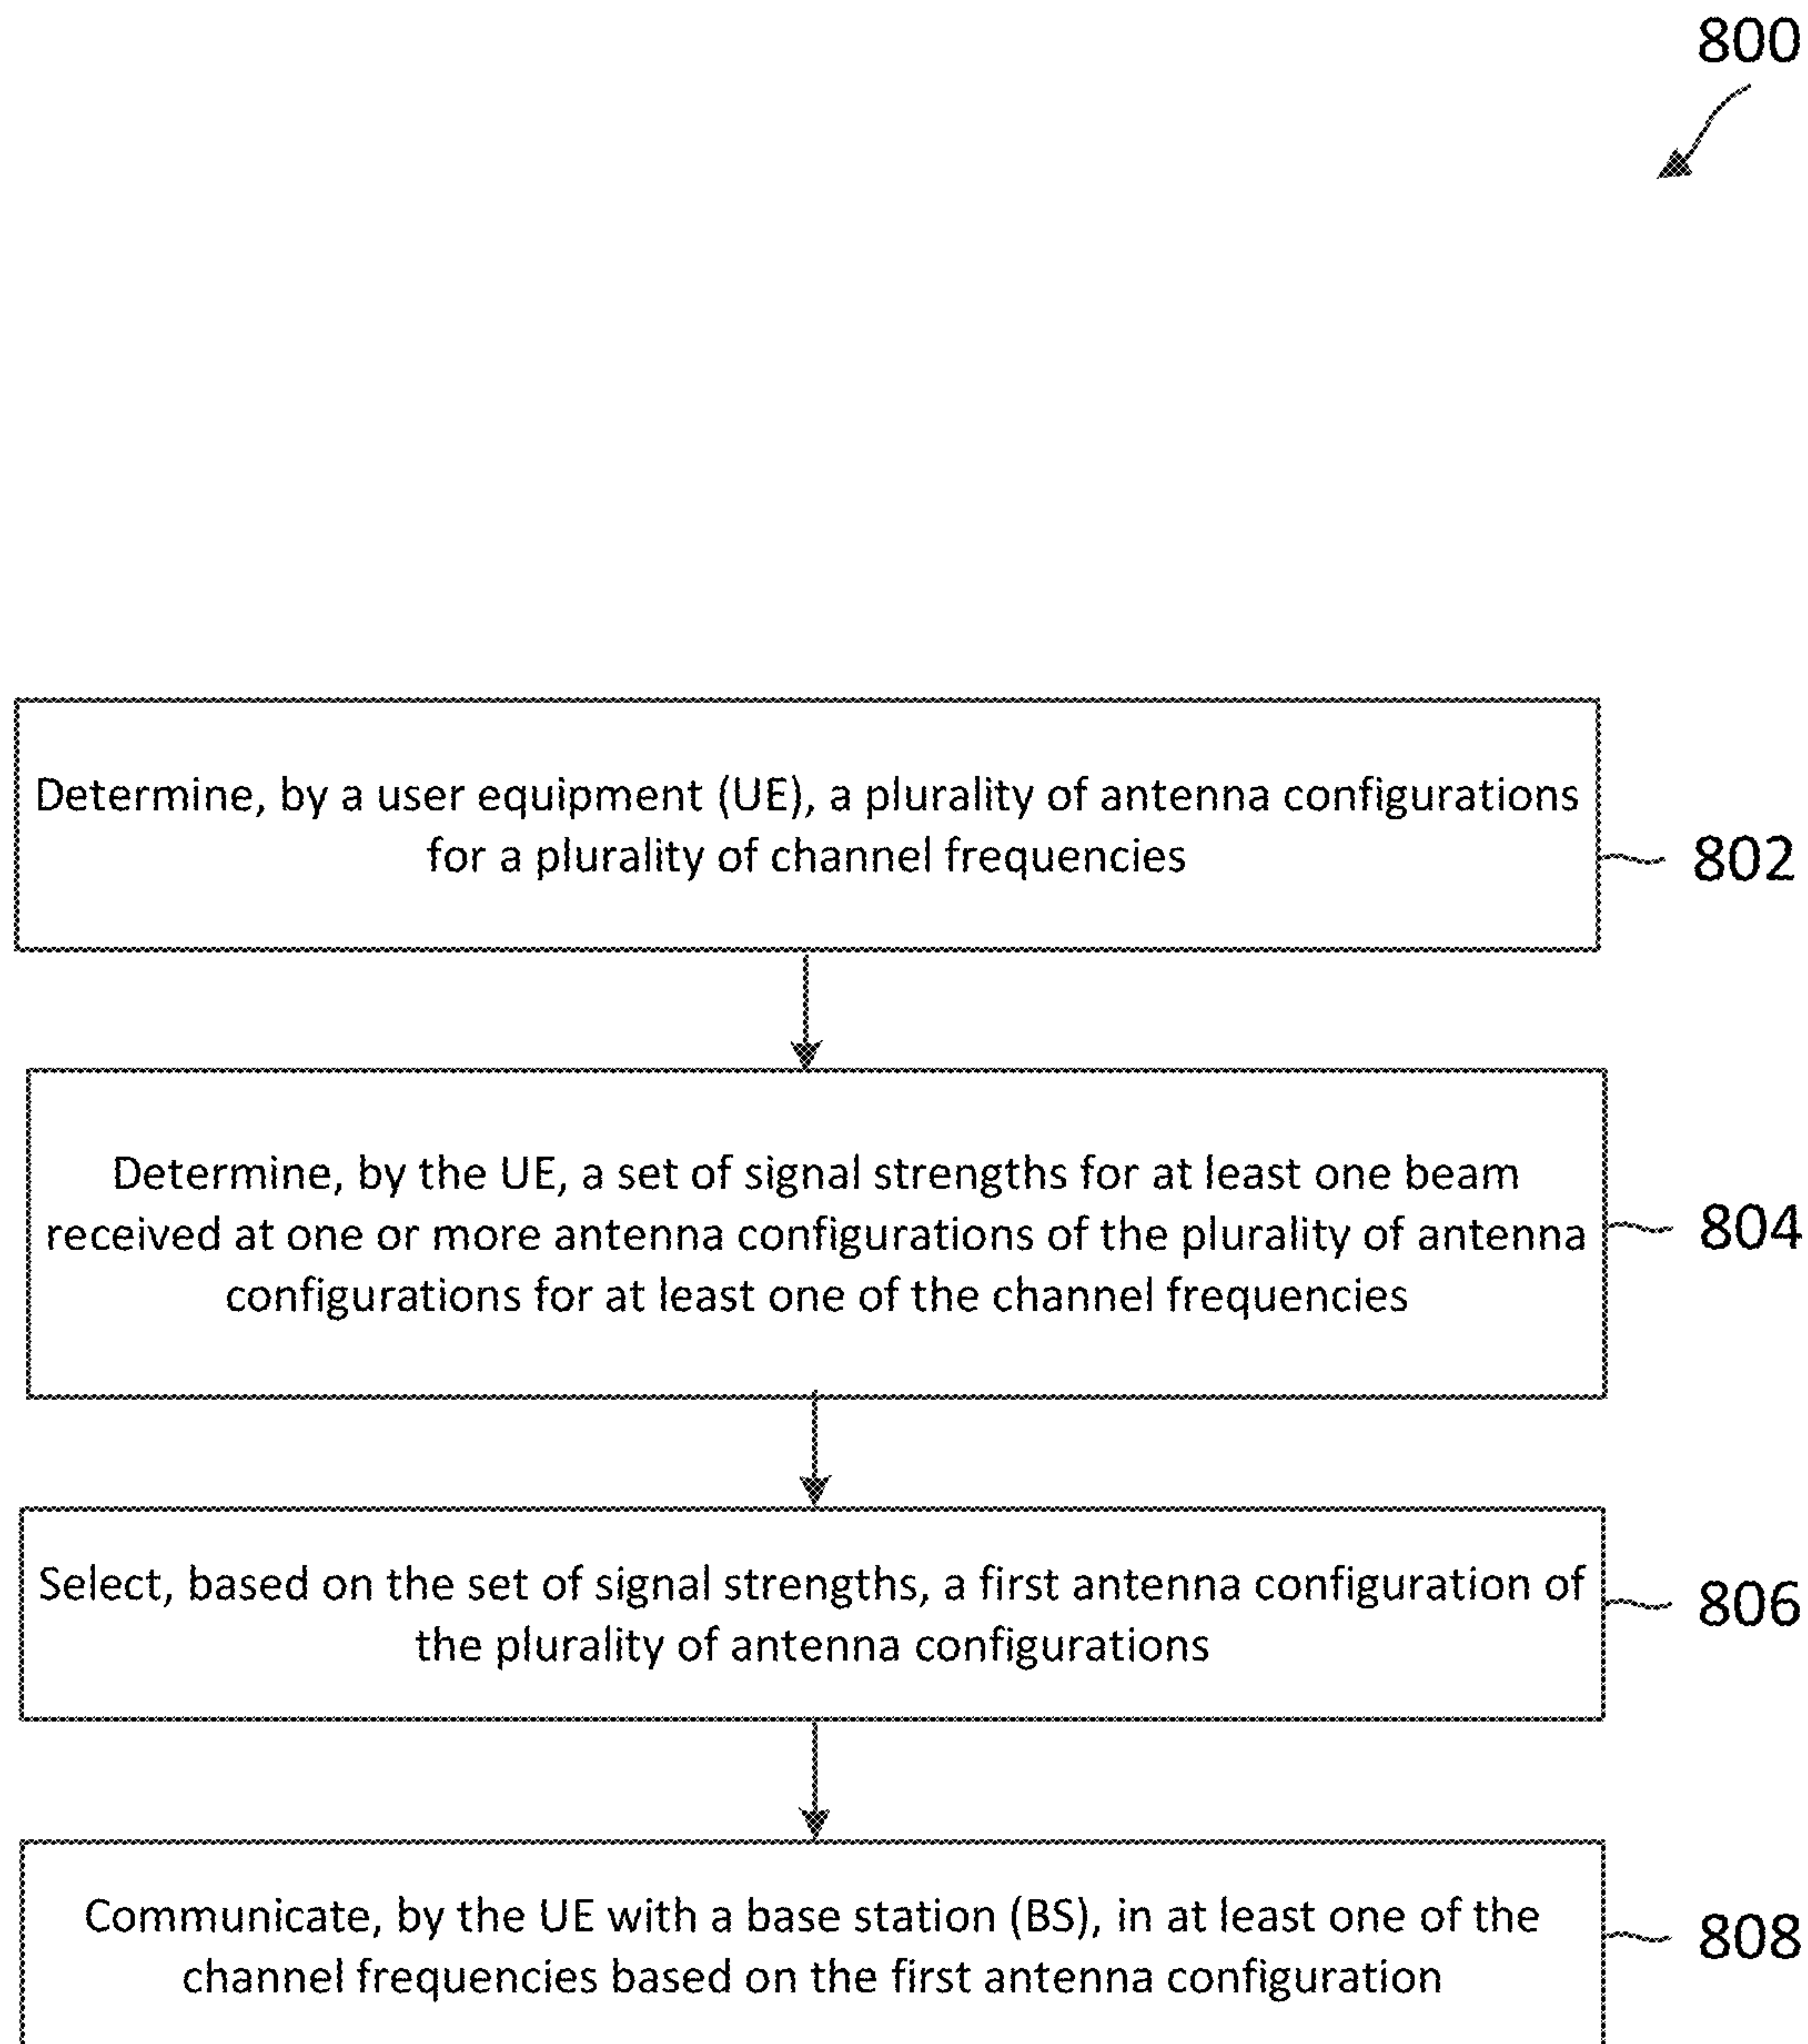 800
Determine, by a user equipment (UE), a plurality of antenna configurations
for a plurality of channel frequencies
802
Determine, by the UE, a set of signal strengths for at least one beam
received at one or more antenna configurations of the plurality of antenna
configurations for at least one of the channel frequencies
804
Select, based on the set of signal strengths, a first antenna configuration of
the plurality of antenna configurations
806
Communicate, by the UE with a base station (BS), in at least one of the
channel frequencies based on the first antenna configuration
808